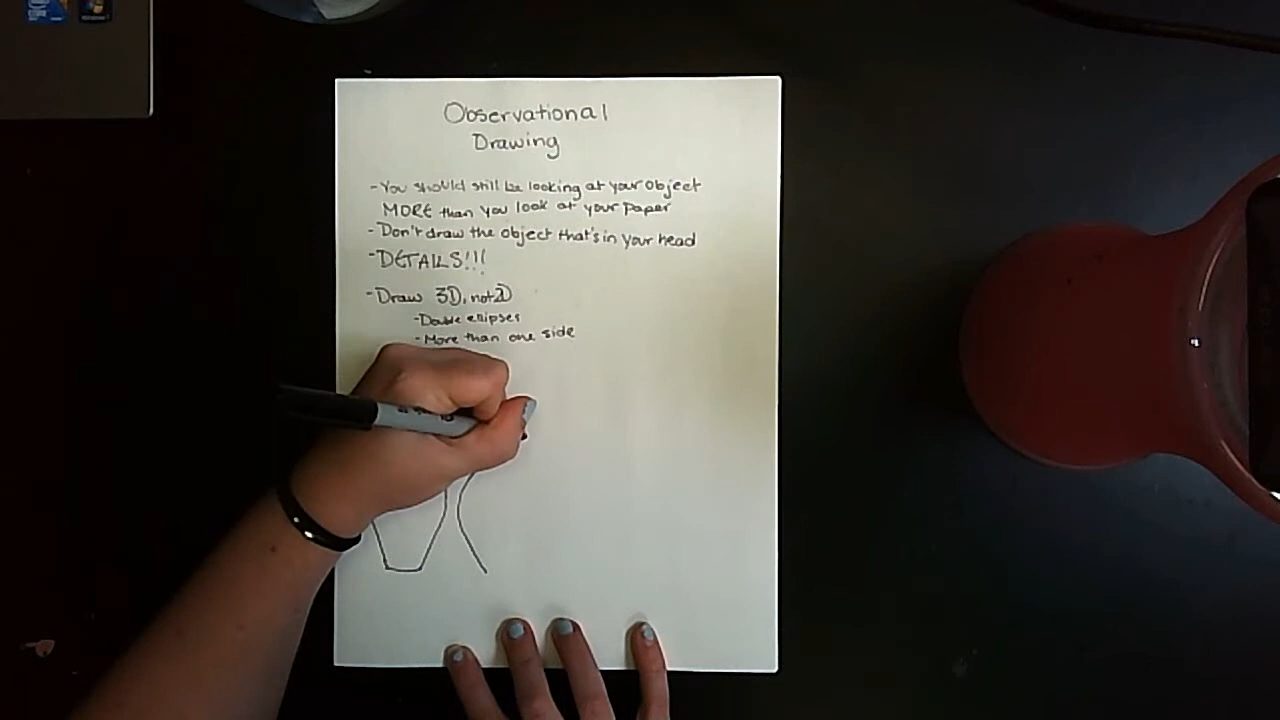 Observational
Drawing
-You should still be looking at your object
MORE than you look at your paper
-Don't draw the object that's in your head
-DETAILS!!!
-Draw 3D, not 2D
-Double ellipses
-More than one side